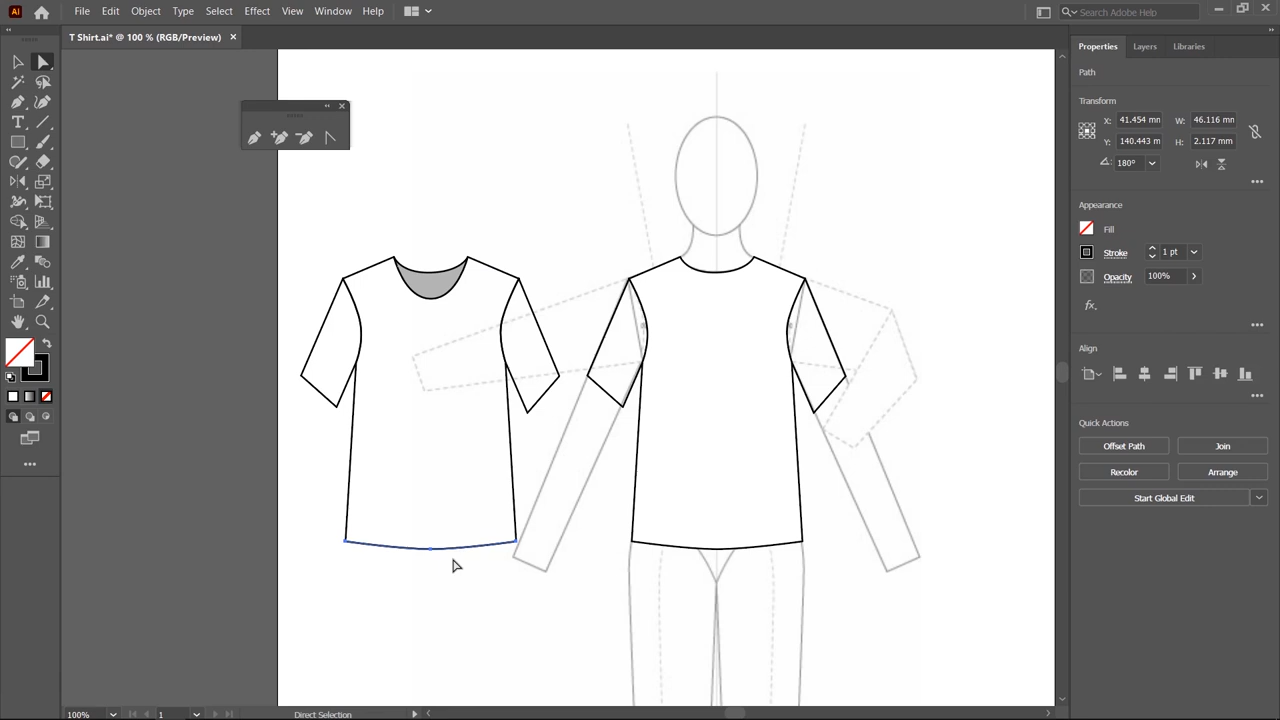 Ai File Edit Object Type Select Effect View Window Help Search Adobe Help
T Shirt.ai* @ 100 % (RGB/Preview) ×
Properties Layers Libraries
Path
Transform
X: 41.454 mm W: 46.116 mm
Y: 140.443 m H: 2.117 mm
180°
Appearance
Fill
Stroke 1 pt
Opacity 100%
fx.
Align
Quick Actions
Offset Path Join
Recolor Arrange
Start Global Edit
100% 1 Direct Selection